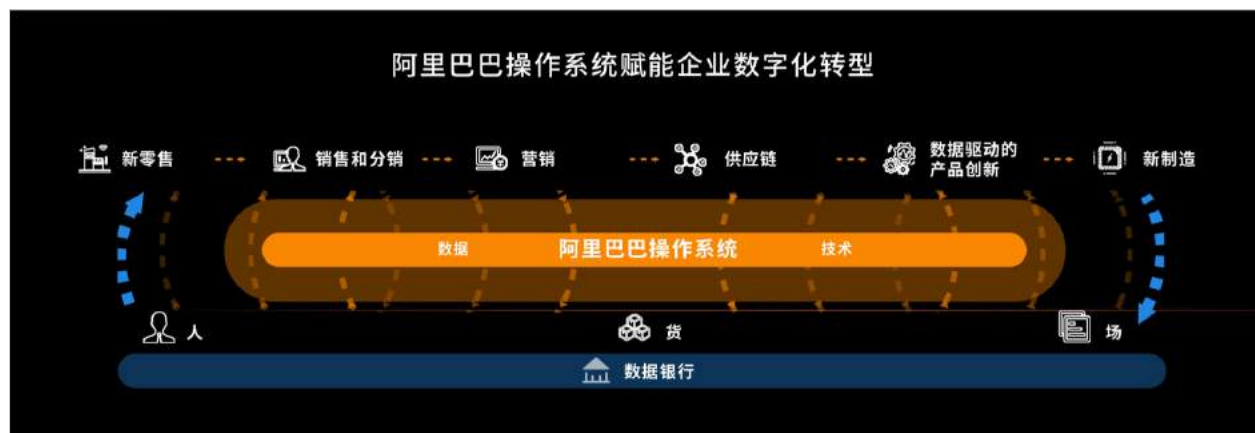 阿里巴巴操作系统赋能企业数字化转型
新零售
销售和分销
营销
供应链
数据驱动的
产品创新
新制造
数据
阿里巴巴操作系统
技术
人
货
场
数据银行